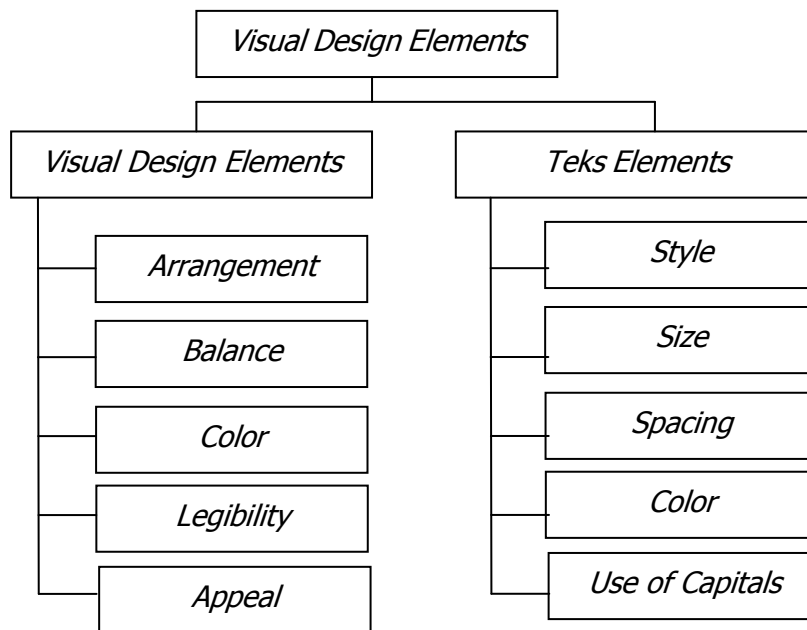 Visual Design Elements
Visual Design Elements
Teks Elements
Arrangement
Balance
Color
Legibility
Appeal
Style
Size
Spacing
Color
Use of Capitals